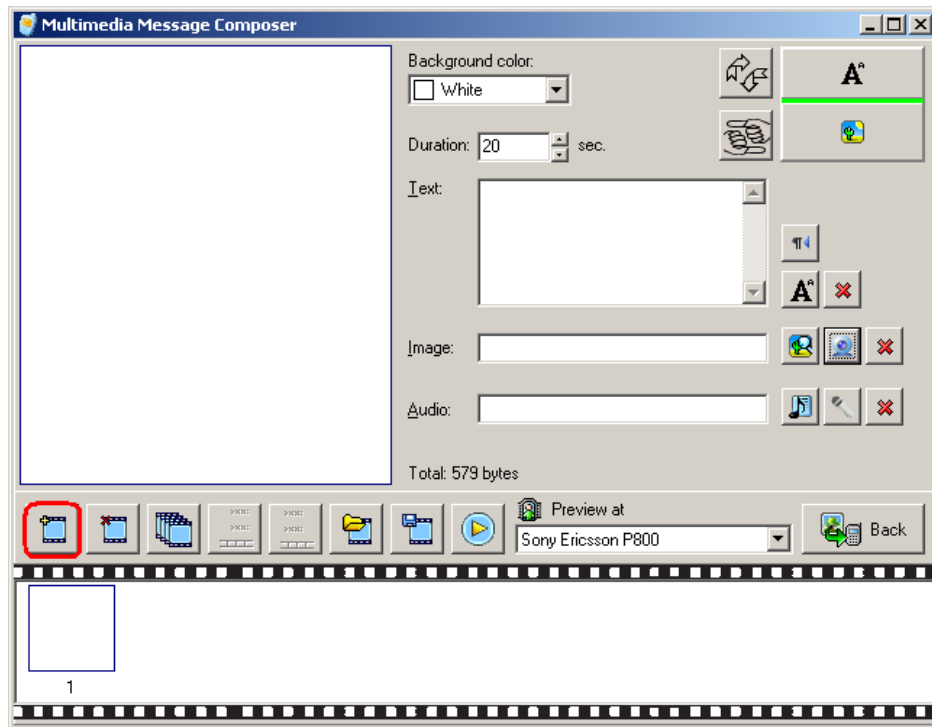 Multimedia Message Composer
Background color:
White
Duration: 20 sec.
Text:
Image:
Audio:
Total: 579 bytes
Preview at
Sony Ericsson P800
Back
1